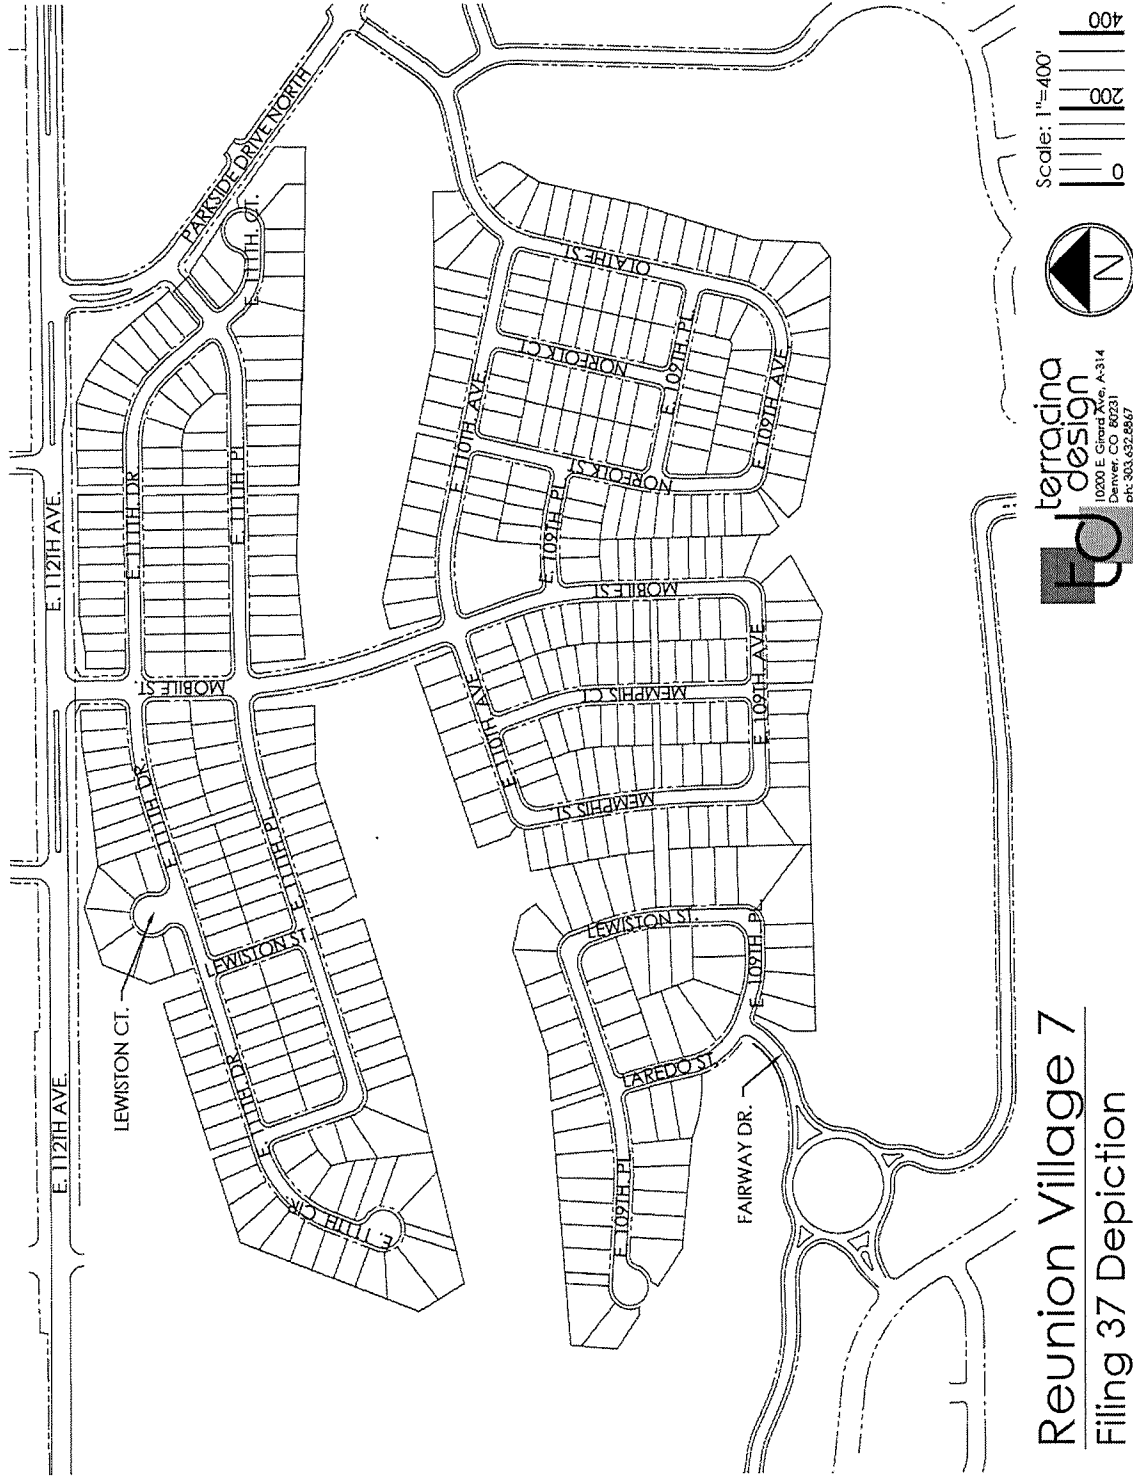 E. 112TH AVE.
E. 112TH AVE.
PARKSIDE DRIVE NORTH
LEWISTON CT.
E. 111TH. DR.
LEWISTON ST.
E. 111TH. DR.
MOBILE ST.
E. 111TH. DR
E. 111TH. CT.
E. 111TH CIR
E. 111TH. PL.
E. 111TH. PL
E. 110TH AVE
E. 110TH AVE
E. 109TH PL
LAREDO ST
LEWISTON ST.
E 109TH PL.
FAIRWAY DR.
MEMPHIS ST
MEMPHIS CT
MOBILE ST
E. 109TH AVE
E. 109TH PL
NORFOLK ST
NORFOLK CT
E. 109TH PL
OLATHE ST
E 109TH AVE
Reunion Village 7
Filing 37 Depiction
td
terracina
design
10200 E. Girard Ave, A-314
Denver, CO 80231
ph: 303.632.8867
N
Scale: 1"=400'
0 200 400